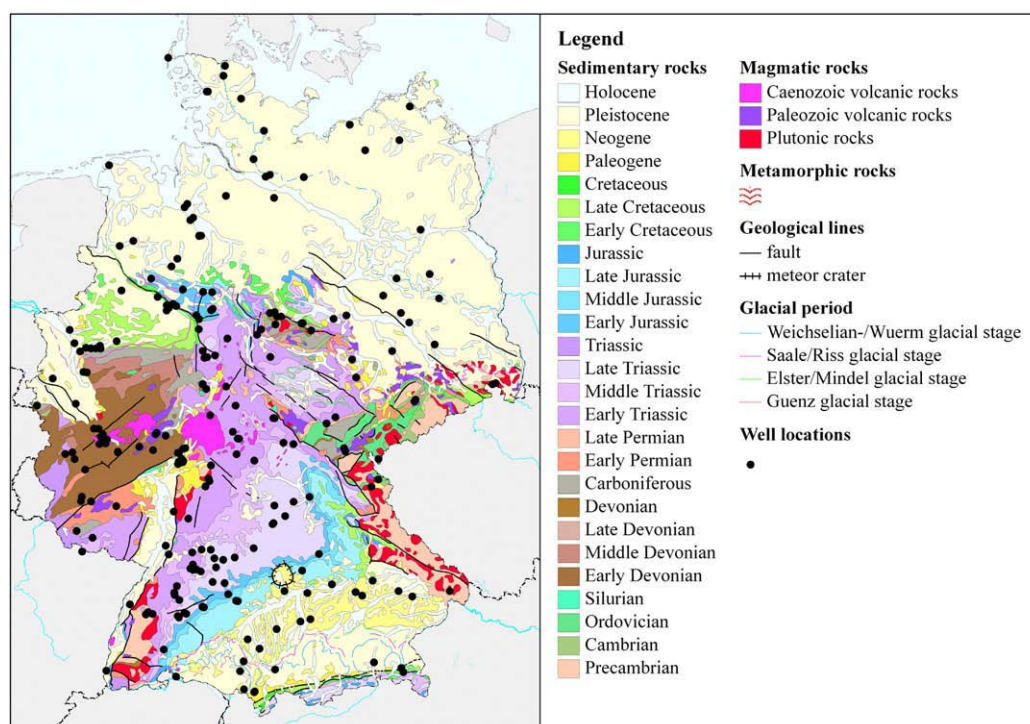 Legend
Sedimentary rocks
Holocene
Pleistocene
Neogene
Paleogene
Cretaceous
Late Cretaceous
Early Cretaceous
Jurassic
Late Jurassic
Middle Jurassic
Early Jurassic
Triassic
Late Triassic
Middle Triassic
Early Triassic
Late Permian
Early Permian
Carboniferous
Devonian
Late Devonian
Middle Devonian
Early Devonian
Silurian
Ordovician
Cambrian
Precambrian
Magmatic rocks
Caenozoic volcanic rocks
Paleozoic volcanic rocks
Plutonic rocks
Metamorphic rocks
Geological lines
fault
meteor crater
Glacial period
Weichselian-/Wuerm glacial stage
Saale/Riss glacial stage
Elster/Mindel glacial stage
Guenz glacial stage
Well locations